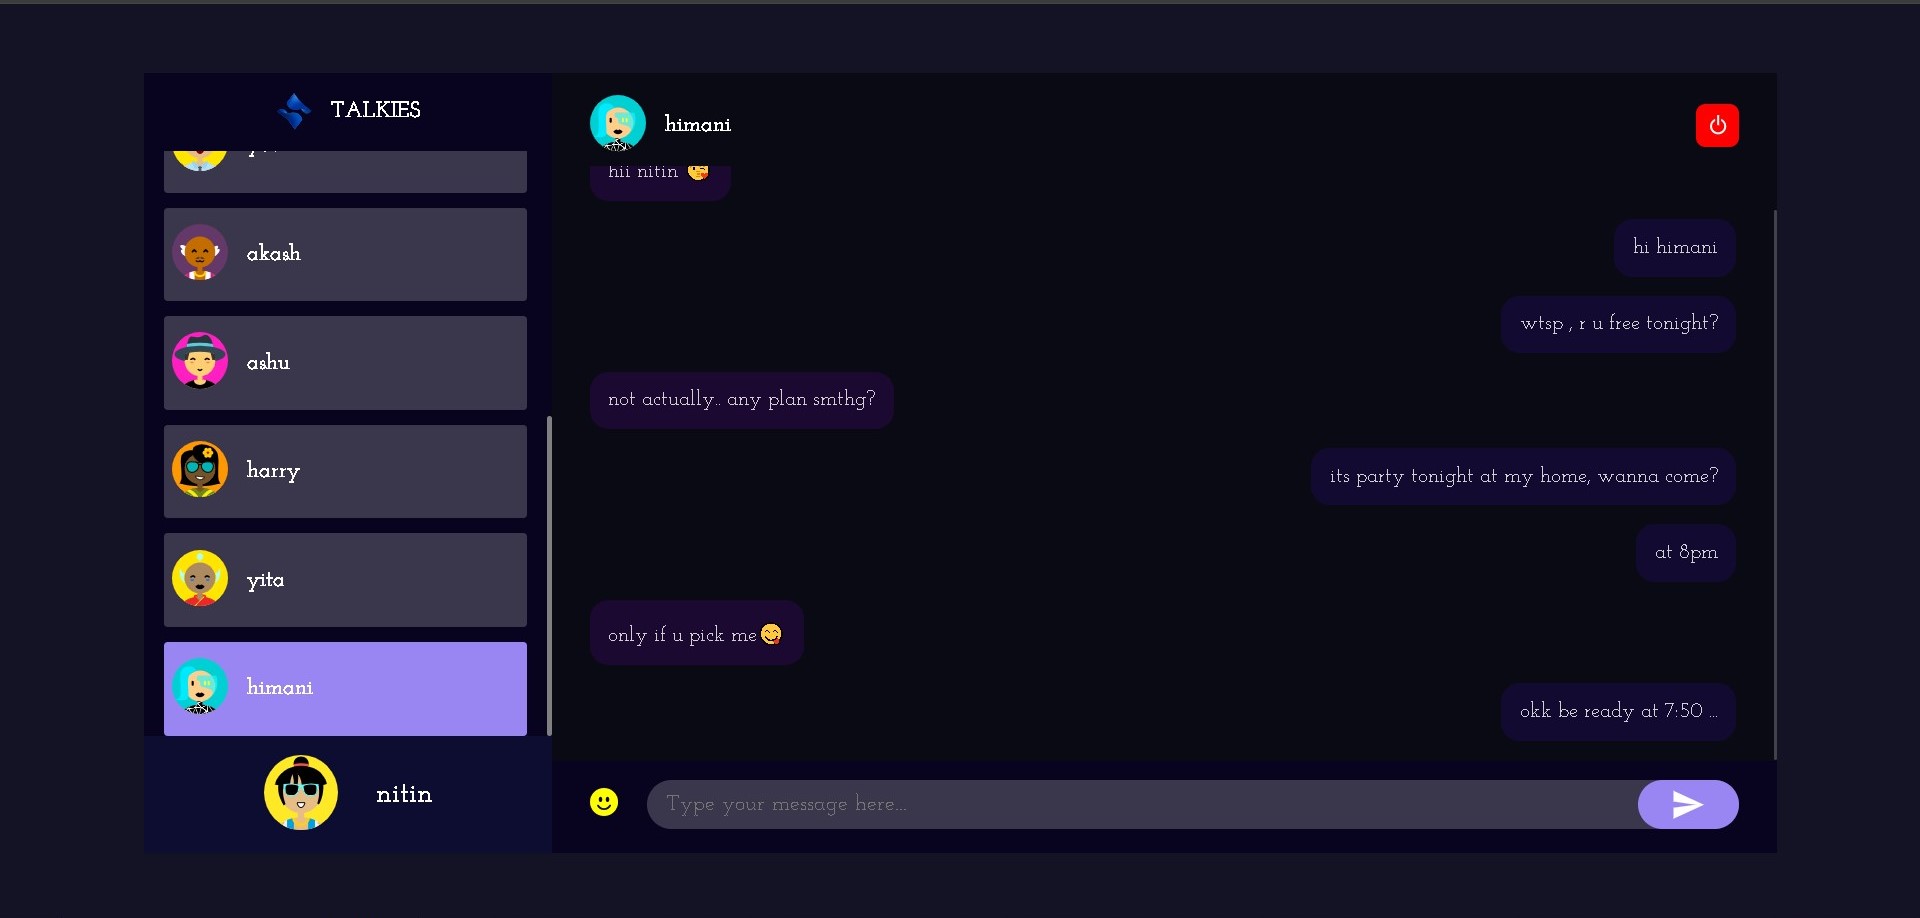 TALKIES
akash
ashu
harry
yita
himani
nitin
himani
hii nitin 😘
hi himani
wtsp , r u free tonight?
not actually.. any plan smthg?
its party tonight at my home, wanna come?
at 8pm
only if u pick me😋
okk be ready at 7:50 ...
Type your message here...